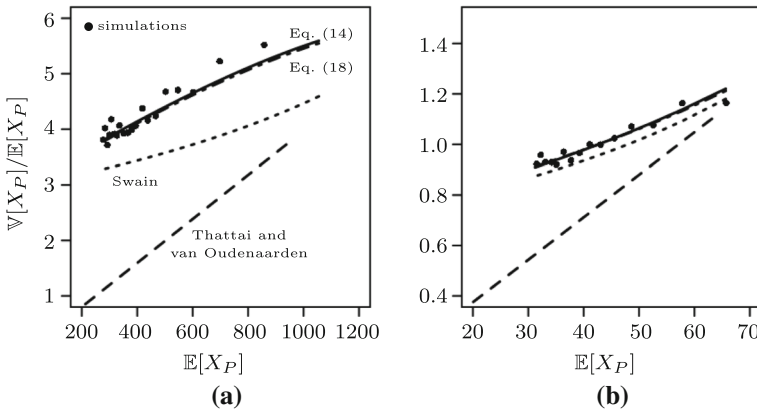 6
5
4
3
2
1
𝕍[X_P]/𝔼[X_P]
simulations
Eq. (14)
Eq. (18)
Swain
Thattai and
van Oudenaarden
200 400 600 800 1000 1200
𝔼[X_P]
(a)
1.4
1.2
1.0
0.8
0.6
0.4
20 30 40 50 60 70
𝔼[X_P]
(b)